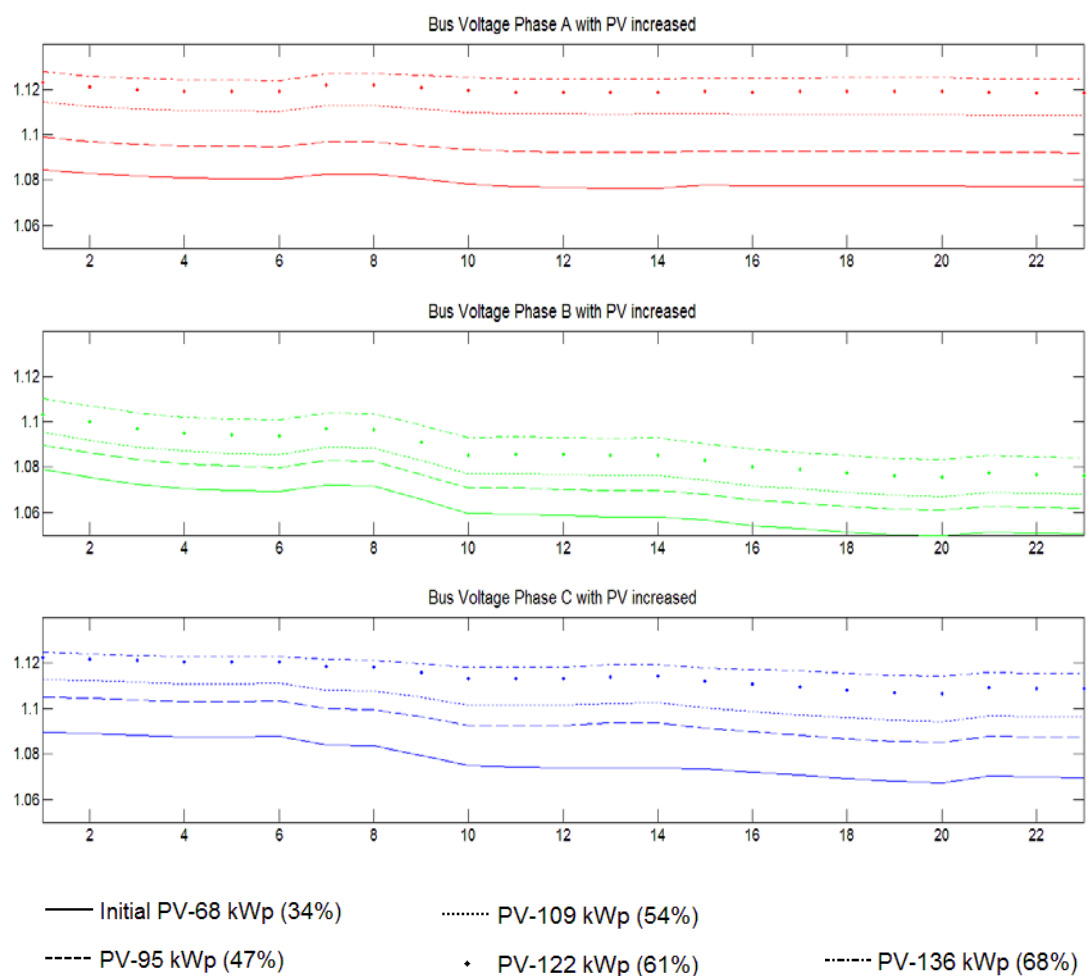 Bus Voltage Phase A with PV increased
1.12
1.1
1.08
1.06
2 4 6 8 10 12 14 16 18 20 22
Bus Voltage Phase B with PV increased
1.12
1.1
1.08
1.06
2 4 6 8 10 12 14 16 18 20 22
Bus Voltage Phase C with PV increased
1.12
1.1
1.08
1.06
2 4 6 8 10 12 14 16 18 20 22
Initial PV-68 kWp (34%)
PV-109 kWp (54%)
PV-95 kWp (47%)
PV-122 kWp (61%)
PV-136 kWp (68%)